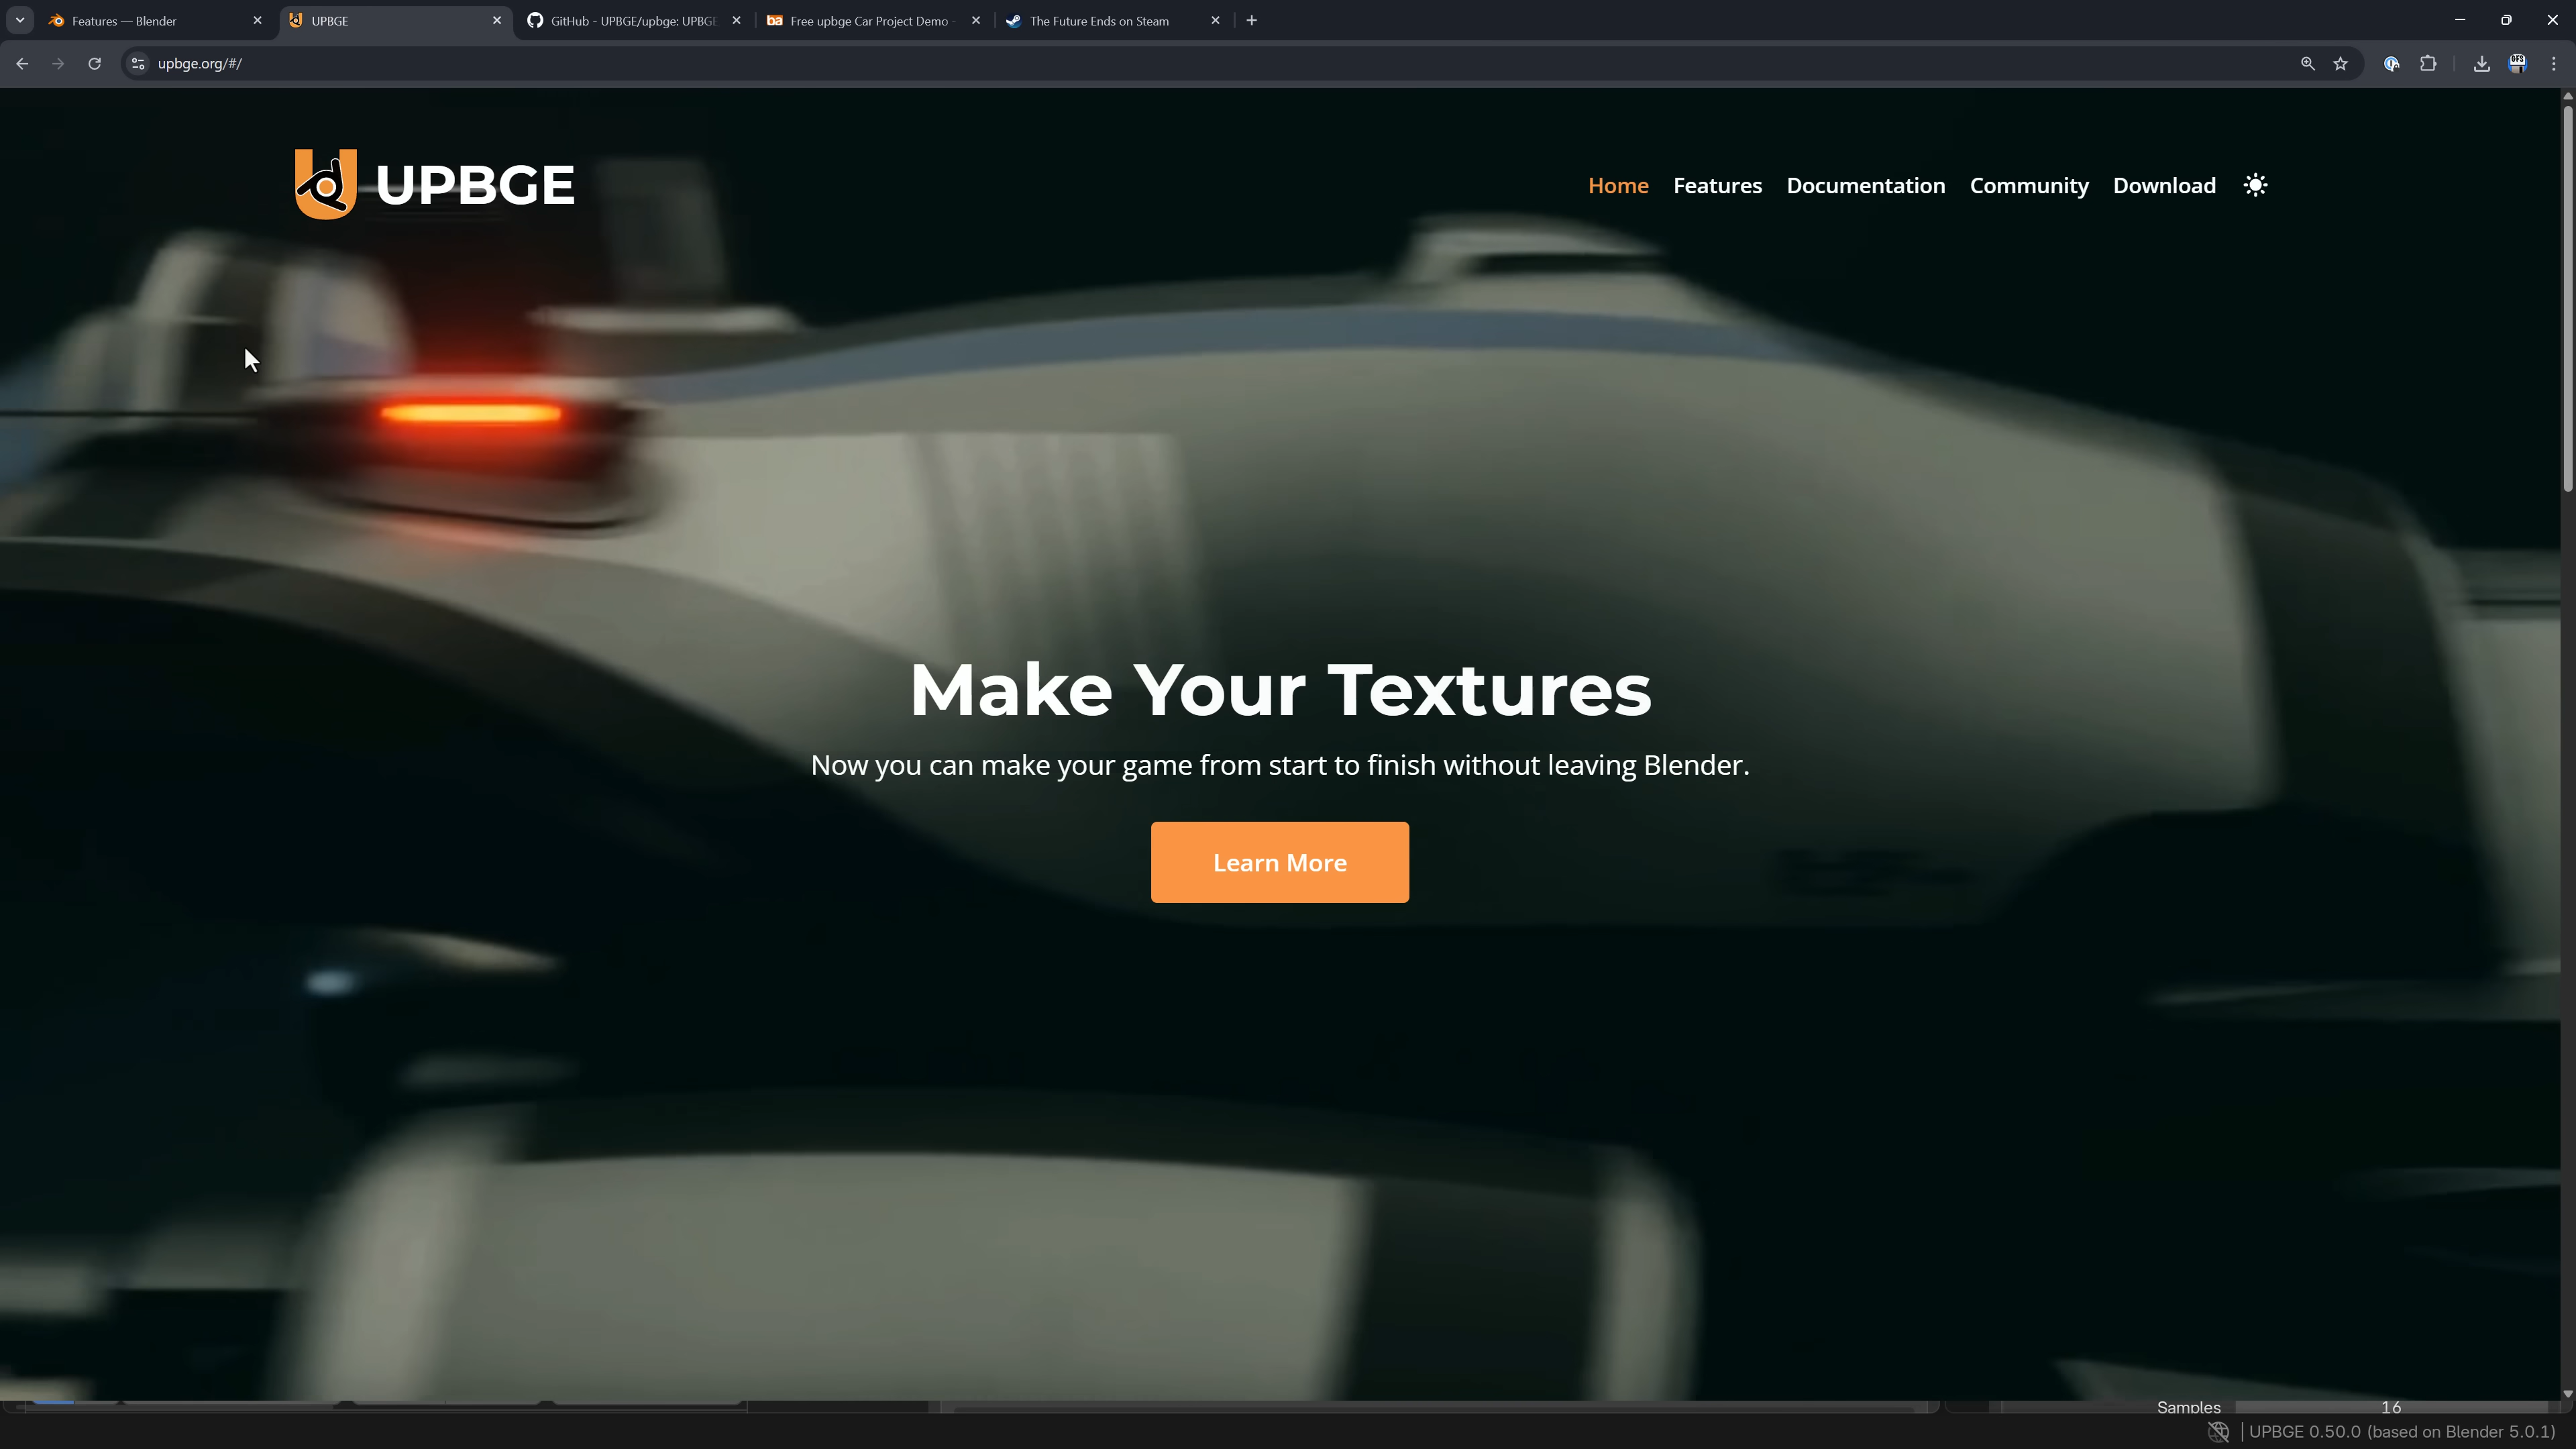 Features — Blender
UPBGE
GitHub - UPBGE/upbge: UPBGE
Free upbge Car Project Demo -
The Future Ends on Steam
upbge.org/#/
UPBGE
Home
Features
Documentation
Community
Download
Make Your Textures
Now you can make your game from start to finish without leaving Blender.
Learn More
Samples
16
UPBGE 0.50.0 (based on Blender 5.0.1)